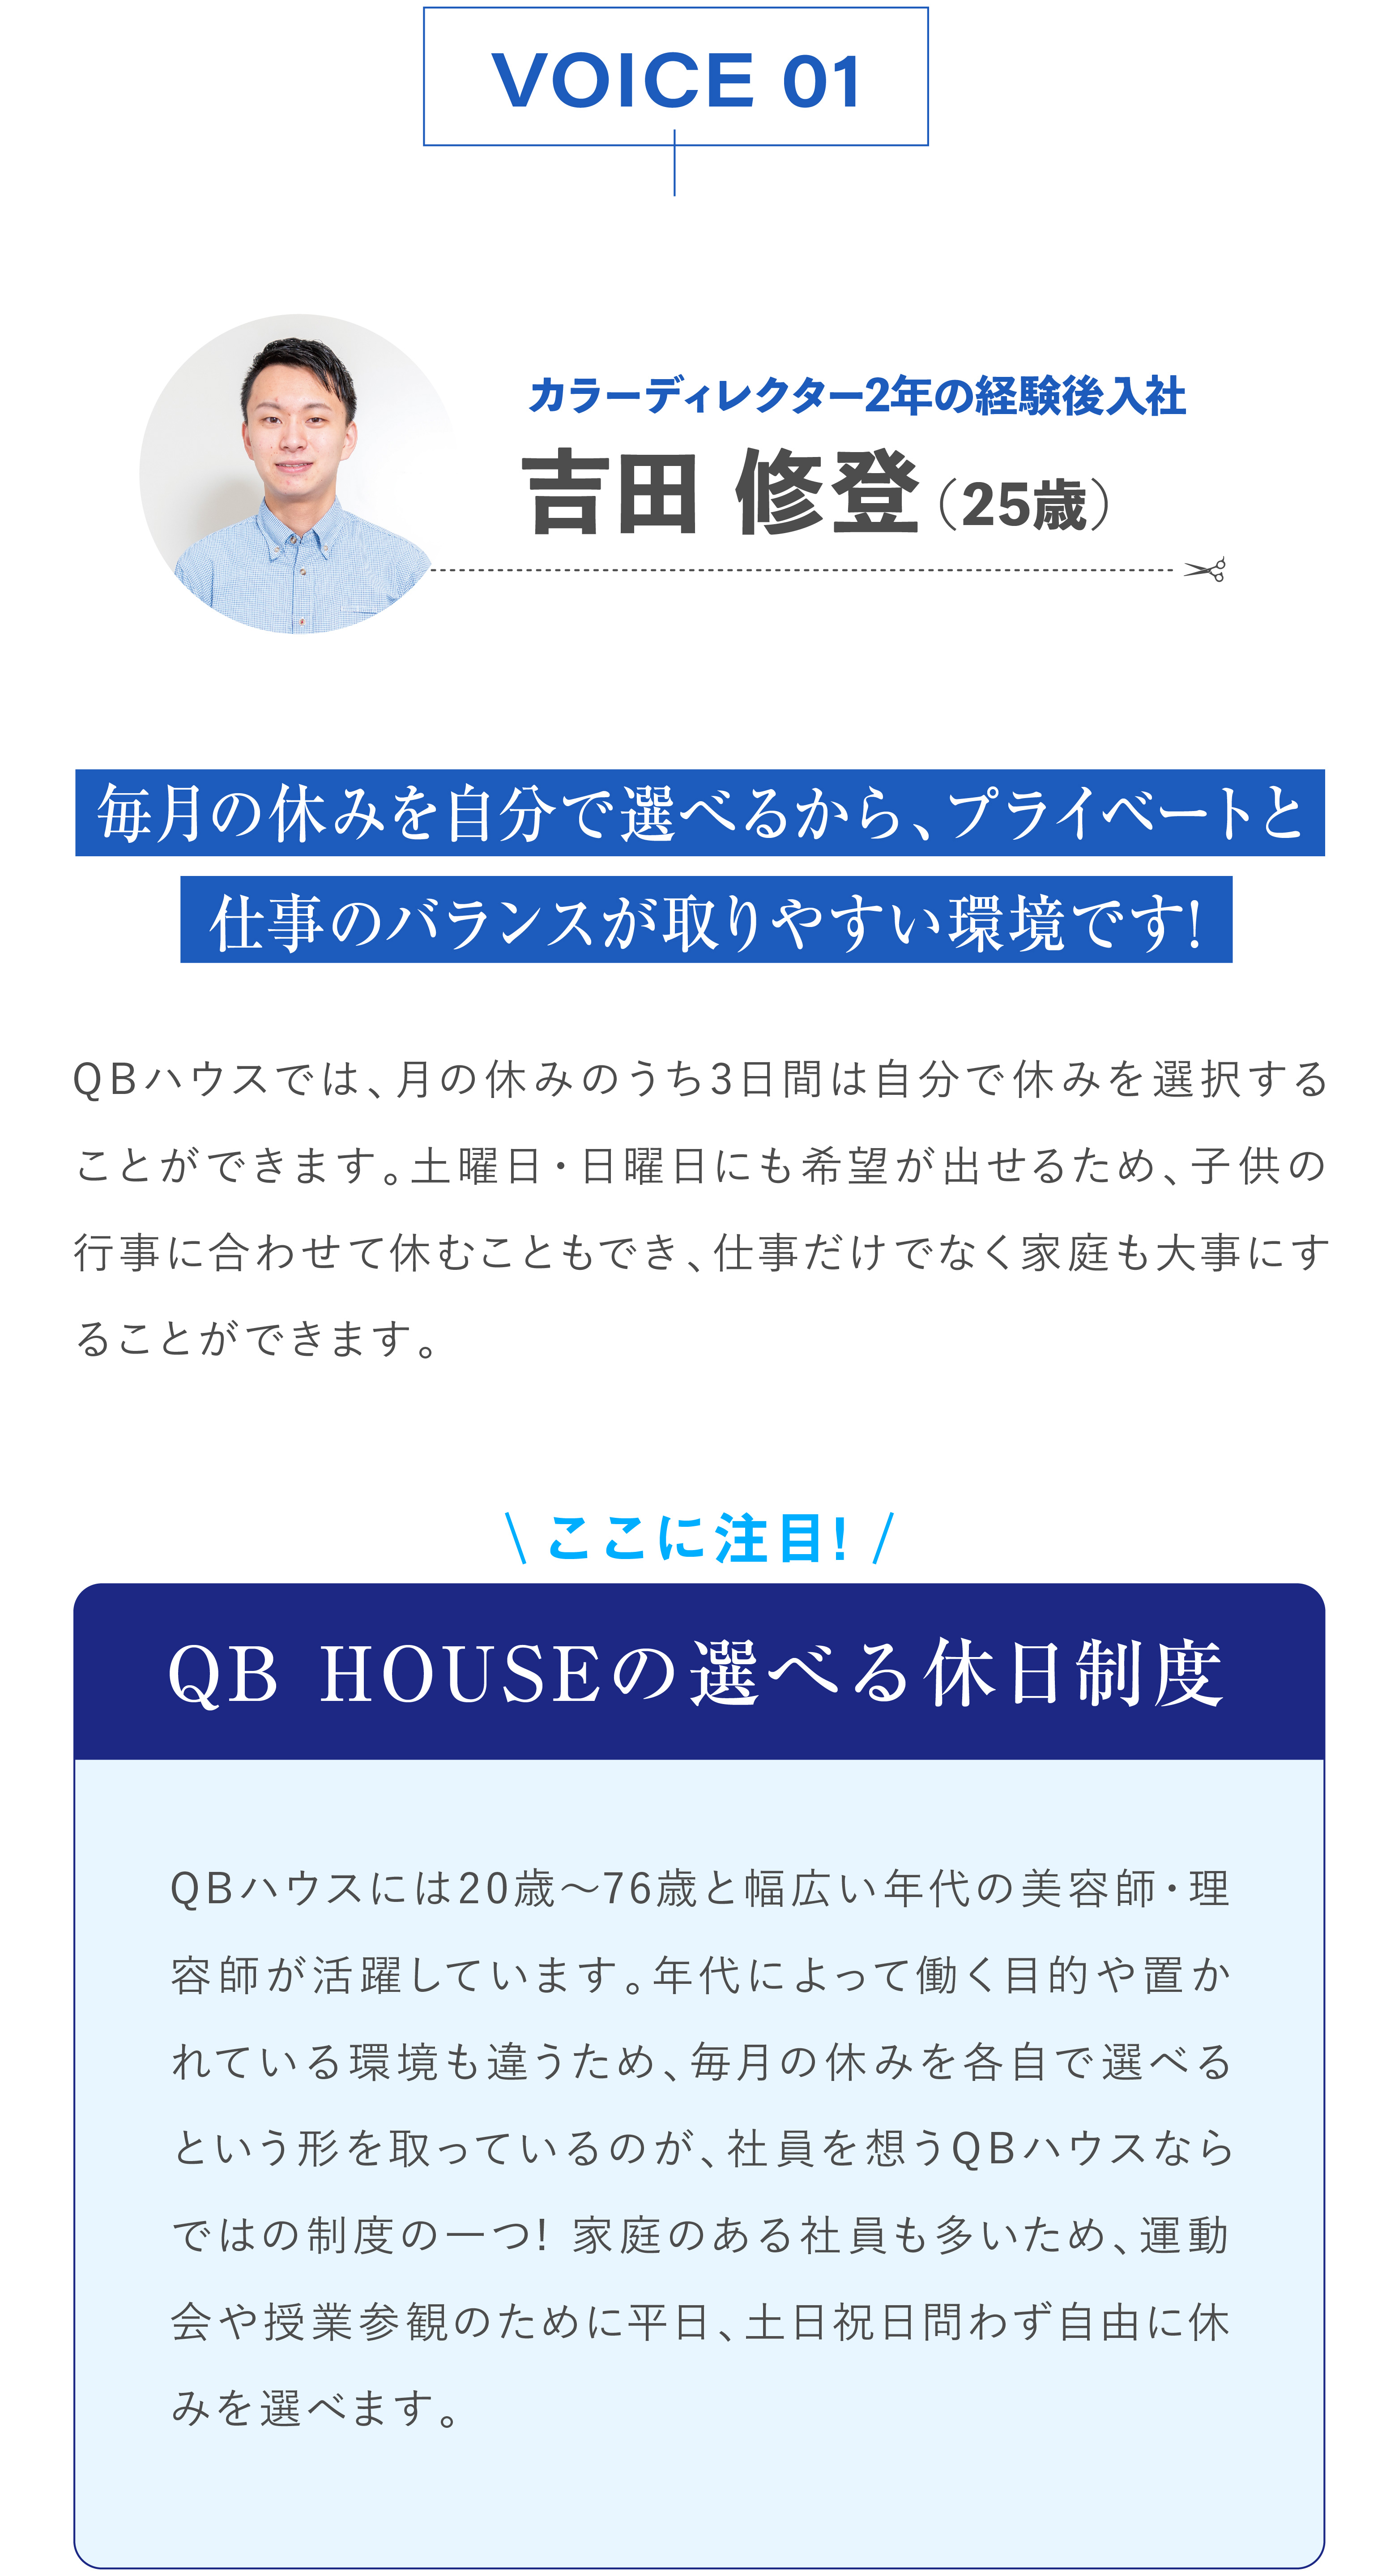 VOICE 01
カラーディレクター2年の経験後入社
吉田 修登（25歳）
毎月の休みを自分で選べるから、プライベートと
仕事のバランスが取りやすい環境です!
QBハウスでは、月の休みのうち3日間は自分で休みを選択する
ことができます。土曜日・日曜日にも希望が出せるため、子供の
行事に合わせて休むこともでき、仕事だけでなく家庭も大事にす
ることができます。
\ ここに注目! /
QB HOUSEの選べる休日制度
QBハウスには20歳〜76歳と幅広い年代の美容師・理
容師が活躍しています。年代によって働く目的や置か
れている環境も違うため、毎月の休みを各自で選べる
という形を取っているのが、社員を想うQBハウスなら
ではの制度の一つ! 家庭のある社員も多いため、運動
会や授業参観のために平日、土日祝日問わず自由に休
みを選べます。